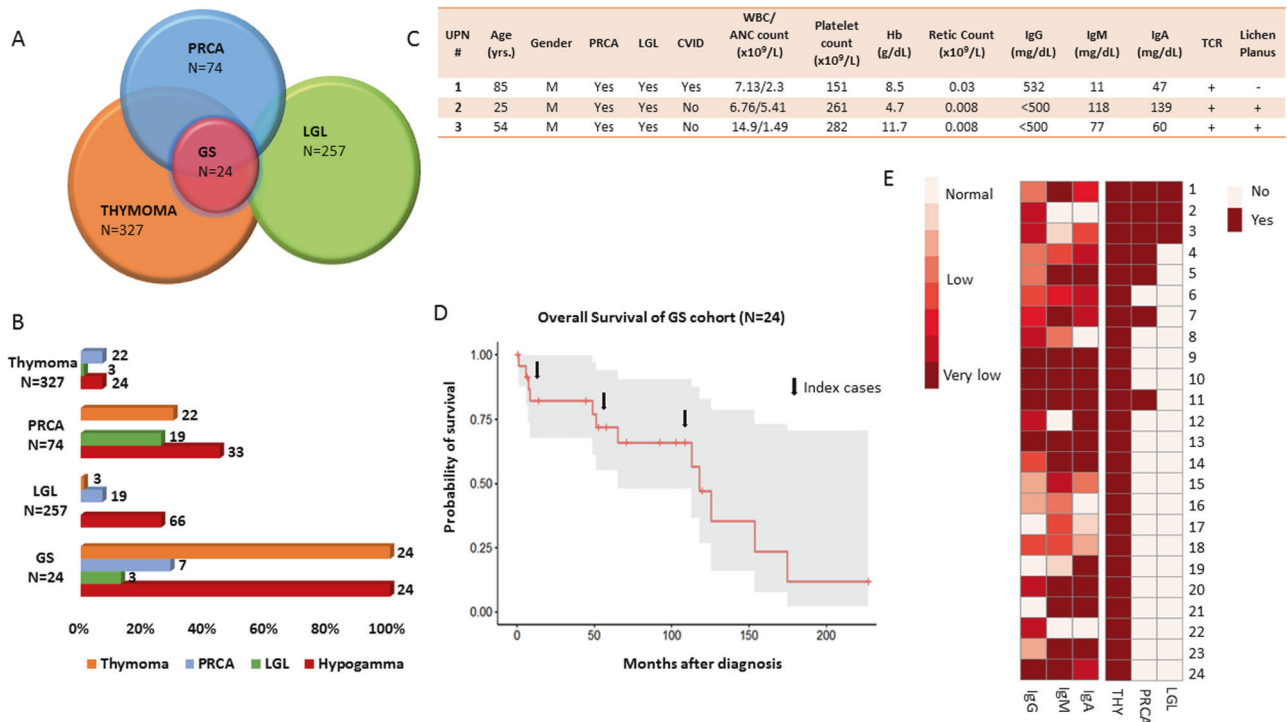 A
PRCA
N=74
LGL
N=257
GS
N=24
THYMOMA
N=327
B
Thymoma
N=327
22
3
24
PRCA
N=74
22
19
33
LGL
N=257
3
19
66
GS
N=24
24
7
3
24
0% 20% 40% 60% 80% 100%
Thymoma PRCA LGL Hypogamma
C
UPN # Age (yrs.) Gender PRCA LGL CVID WBC/ ANC count (x10⁹/L) Platelet count (x10⁹/L) Hb (g/dL) Retic Count (x10⁹/L) IgG (mg/dL) IgM (mg/dL) IgA (mg/dL) TCR Lichen Planus
1 85 M Yes Yes Yes 7.13/2.3 151 8.5 0.03 532 11 47 + -
2 25 M Yes Yes No 6.76/5.41 261 4.7 0.008 <500 118 139 + +
3 54 M Yes Yes No 14.9/1.49 282 11.7 0.008 <500 77 60 + +
D
Overall Survival of GS cohort (N=24)
Index cases
Probability of survival
1.00
0.75
0.50
0.25
0.00
0 50 100 150 200
Months after diagnosis
E
Normal
Low
Very low
No
Yes
1
2
3
4
5
6
7
8
9
10
11
12
13
14
15
16
17
18
19
20
21
22
23
24
IgG IgM IgA THY PRCA LGL